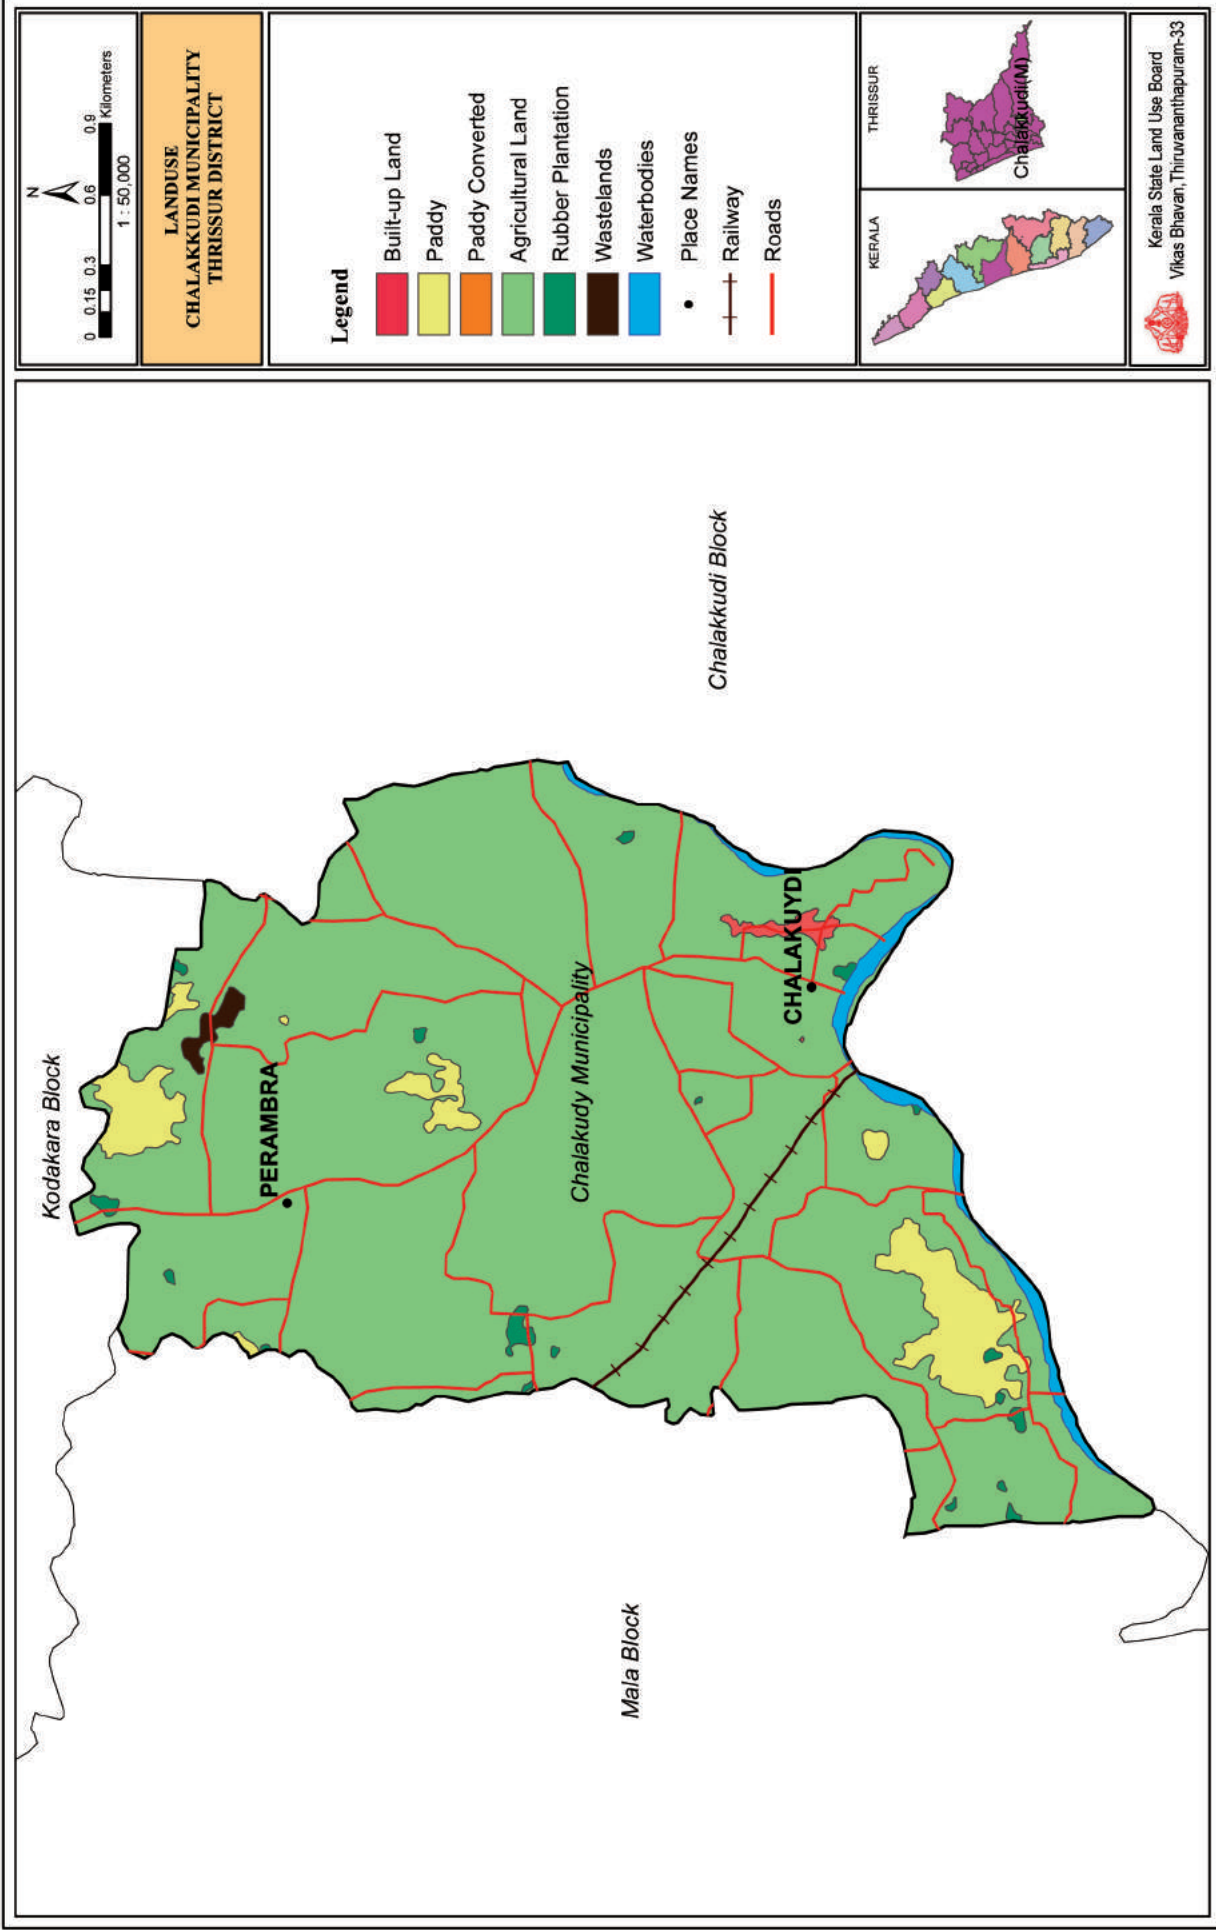 Kodakara Block
PERAMBRA
Chalakudy Municipality
Chalakkudi Block
CHALAKUYDI
Mala Block
N
0 0.15 0.3 0.6 0.9
Kilometers
1 : 50,000
LANDUSE
CHALAKKUDI MUNICIPALITY
THRISSUR DISTRICT
Legend
Built-up Land
Paddy
Paddy Converted
Agricultural Land
Rubber Plantation
Wastelands
Waterbodies
Place Names
Railway
Roads
KERALA
THRISSUR
Chalakkudi(M)
Kerala State Land Use Board
Vikas Bhavan,Thiruvananthapuram-33